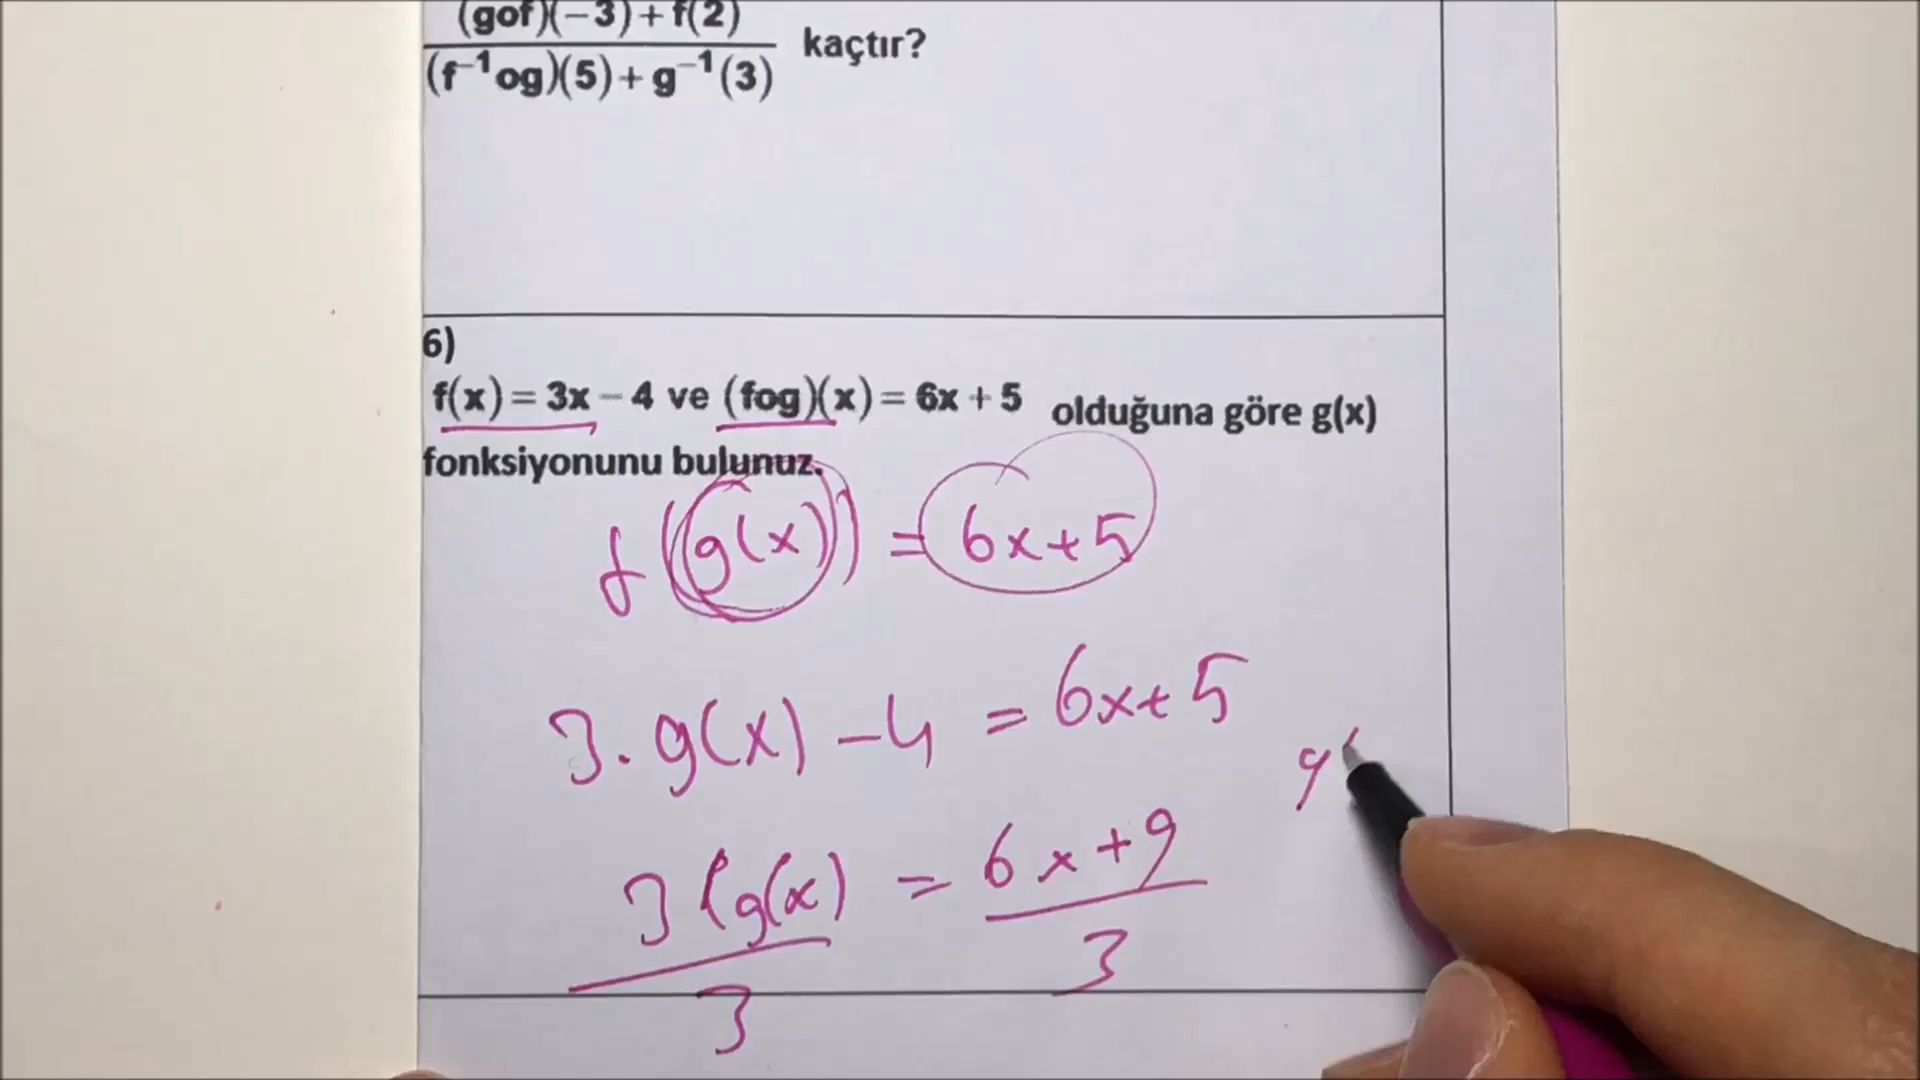 (gof)(−3)+f(2)
(f⁻¹og)(5)+g⁻¹(3) kaçtır?
6)
f(x)=3x−4 ve (fog)(x)=6x+5 olduğuna göre g(x)
fonksiyonunu bulunuz.
f(g(x))=6x+5
3.g(x)−4=6x+5
3 g(x) = 6x+9
3 3
g(